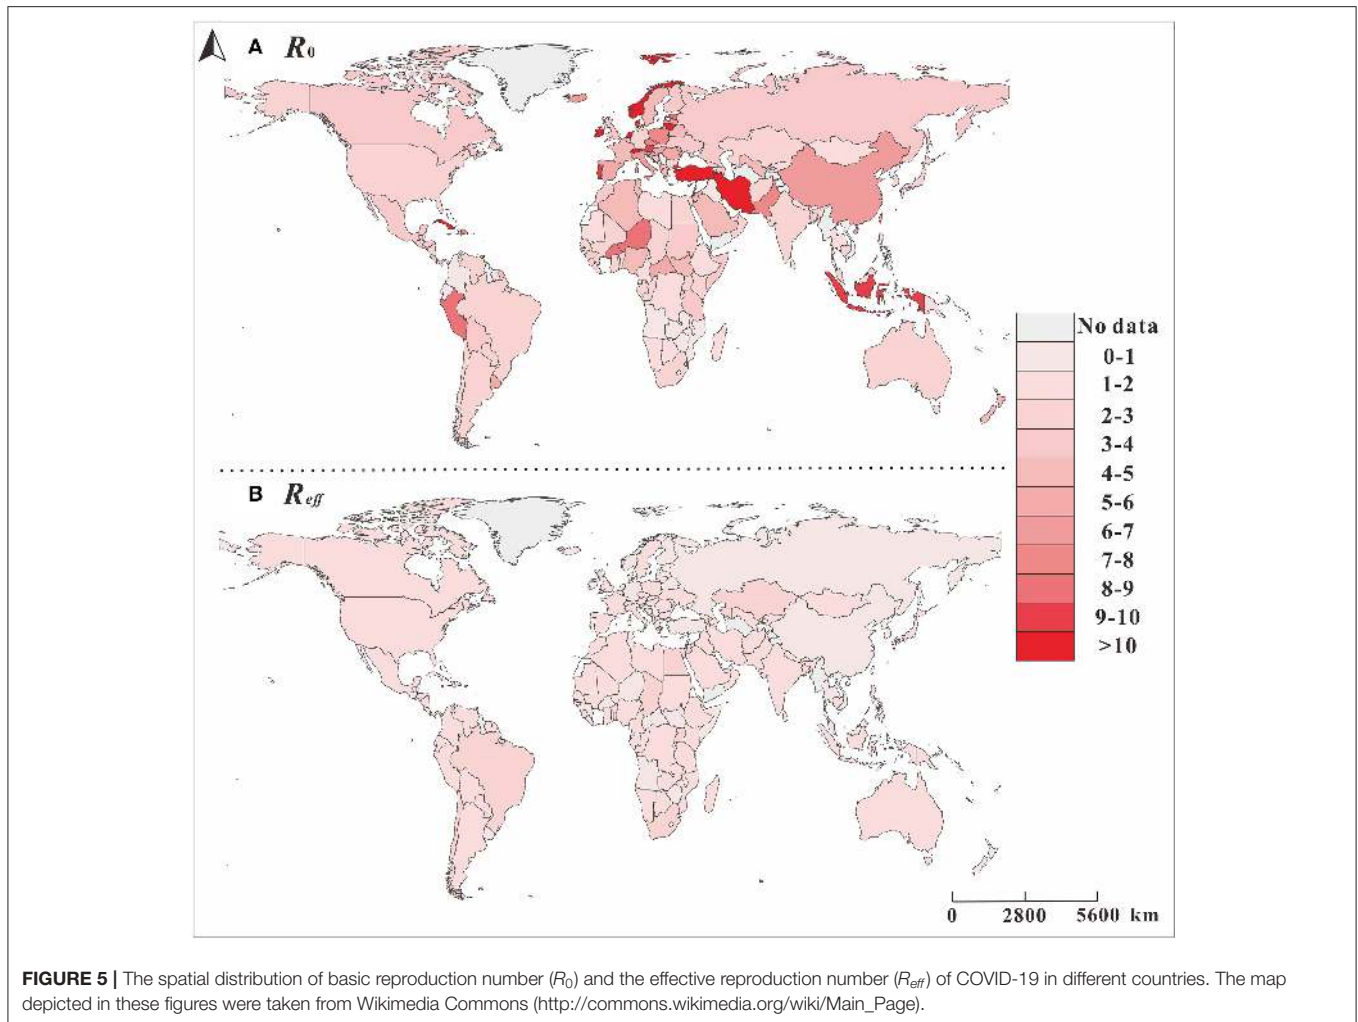 A R0
No data
0-1
1-2
2-3
3-4
4-5
5-6
6-7
7-8
8-9
9-10
>10
B Reff
0 2800 5600 km
FIGURE 5 | The spatial distribution of basic reproduction number (R0) and the effective reproduction number (Reff) of COVID-19 in different countries. The map
depicted in these figures were taken from Wikimedia Commons (http://commons.wikimedia.org/wiki/Main_Page).